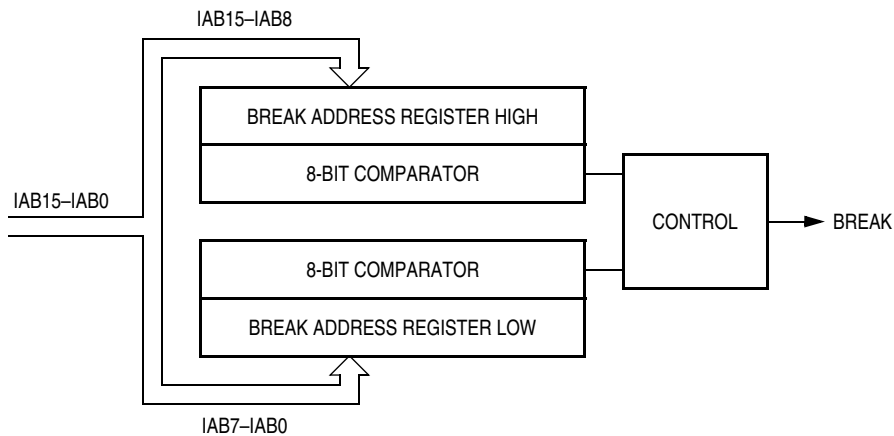 IAB15–IAB8
BREAK ADDRESS REGISTER HIGH
8-BIT COMPARATOR
IAB15–IAB0
CONTROL
BREAK
8-BIT COMPARATOR
BREAK ADDRESS REGISTER LOW
IAB7–IAB0